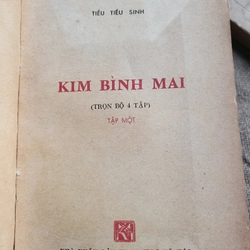 TIẾU TIẾU SINH
KIM BÌNH MAI
(TRỌN BỘ 4 TẬP)
TẬP MỘT